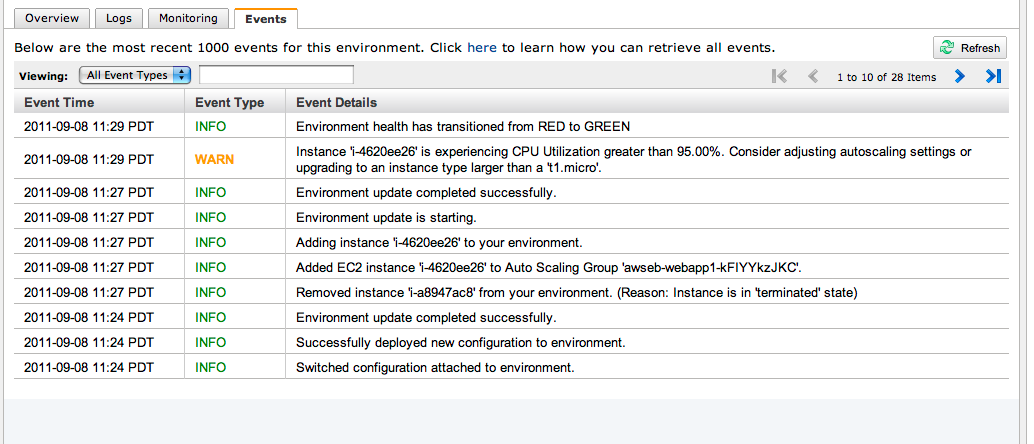 Overview Logs Monitoring Events
Below are the most recent 1000 events for this environment. Click here to learn how you can retrieve all events.
Refresh
Viewing: All Event Types 1 to 10 of 28 Items
Event Time Event Type Event Details
2011-09-08 11:29 PDT INFO Environment health has transitioned from RED to GREEN
2011-09-08 11:29 PDT WARN Instance 'i-4620ee26' is experiencing CPU Utilization greater than 95.00%. Consider adjusting autoscaling settings or
upgrading to an instance type larger than a 't1.micro'.
2011-09-08 11:27 PDT INFO Environment update completed successfully.
2011-09-08 11:27 PDT INFO Environment update is starting.
2011-09-08 11:27 PDT INFO Adding instance 'i-4620ee26' to your environment.
2011-09-08 11:27 PDT INFO Added EC2 instance 'i-4620ee26' to Auto Scaling Group 'awseb-webapp1-kFIYYkzJKC'.
2011-09-08 11:27 PDT INFO Removed instance 'i-a8947ac8' from your environment. (Reason: Instance is in 'terminated' state)
2011-09-08 11:24 PDT INFO Environment update completed successfully.
2011-09-08 11:24 PDT INFO Successfully deployed new configuration to environment.
2011-09-08 11:24 PDT INFO Switched configuration attached to environment.